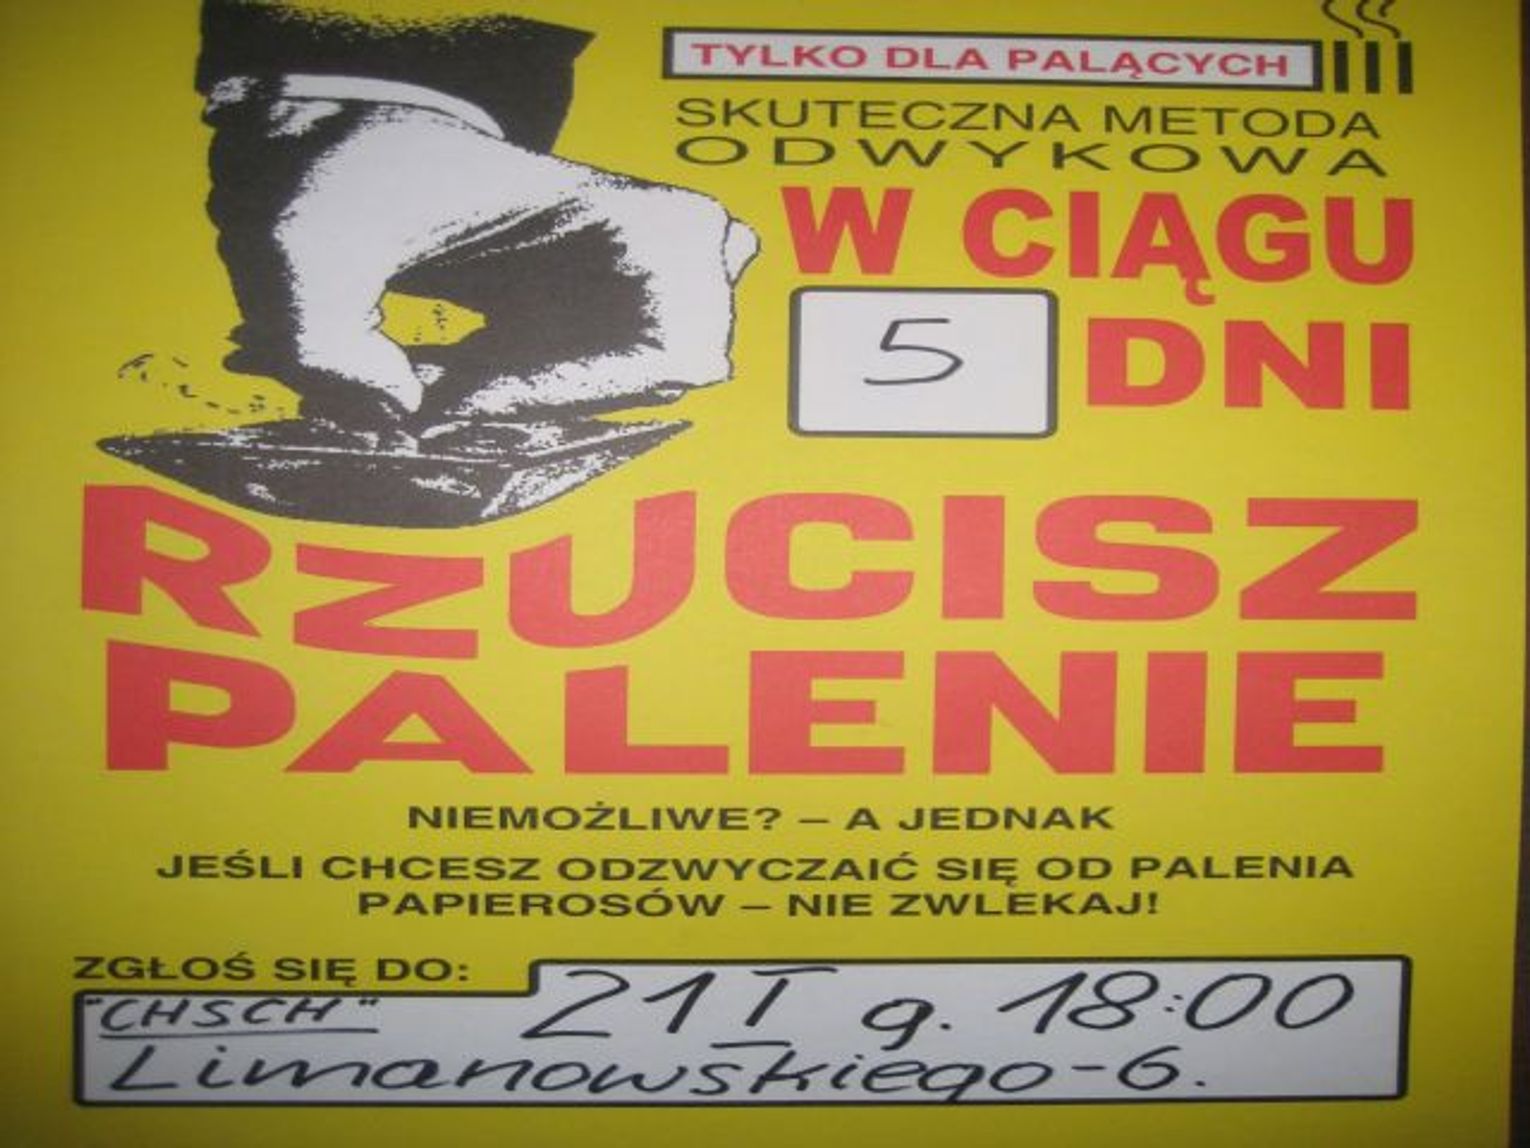 TYLKO DLA PALĄCYCH
SKUTECZNA METODA
ODWYKOWA
W CIĄGU
5 DNI
RZUCISZ
PALENIE
NIEMOŻLIWE? – A JEDNAK
JEŚLI CHCESZ ODZWYCZAIĆ SIĘ OD PALENIA
PAPIEROSÓW – NIE ZWLEKAJ!
ZGŁOŚ SIĘ DO:
"CHSCH" 21 I g. 18:00
Limanowskiego-6.